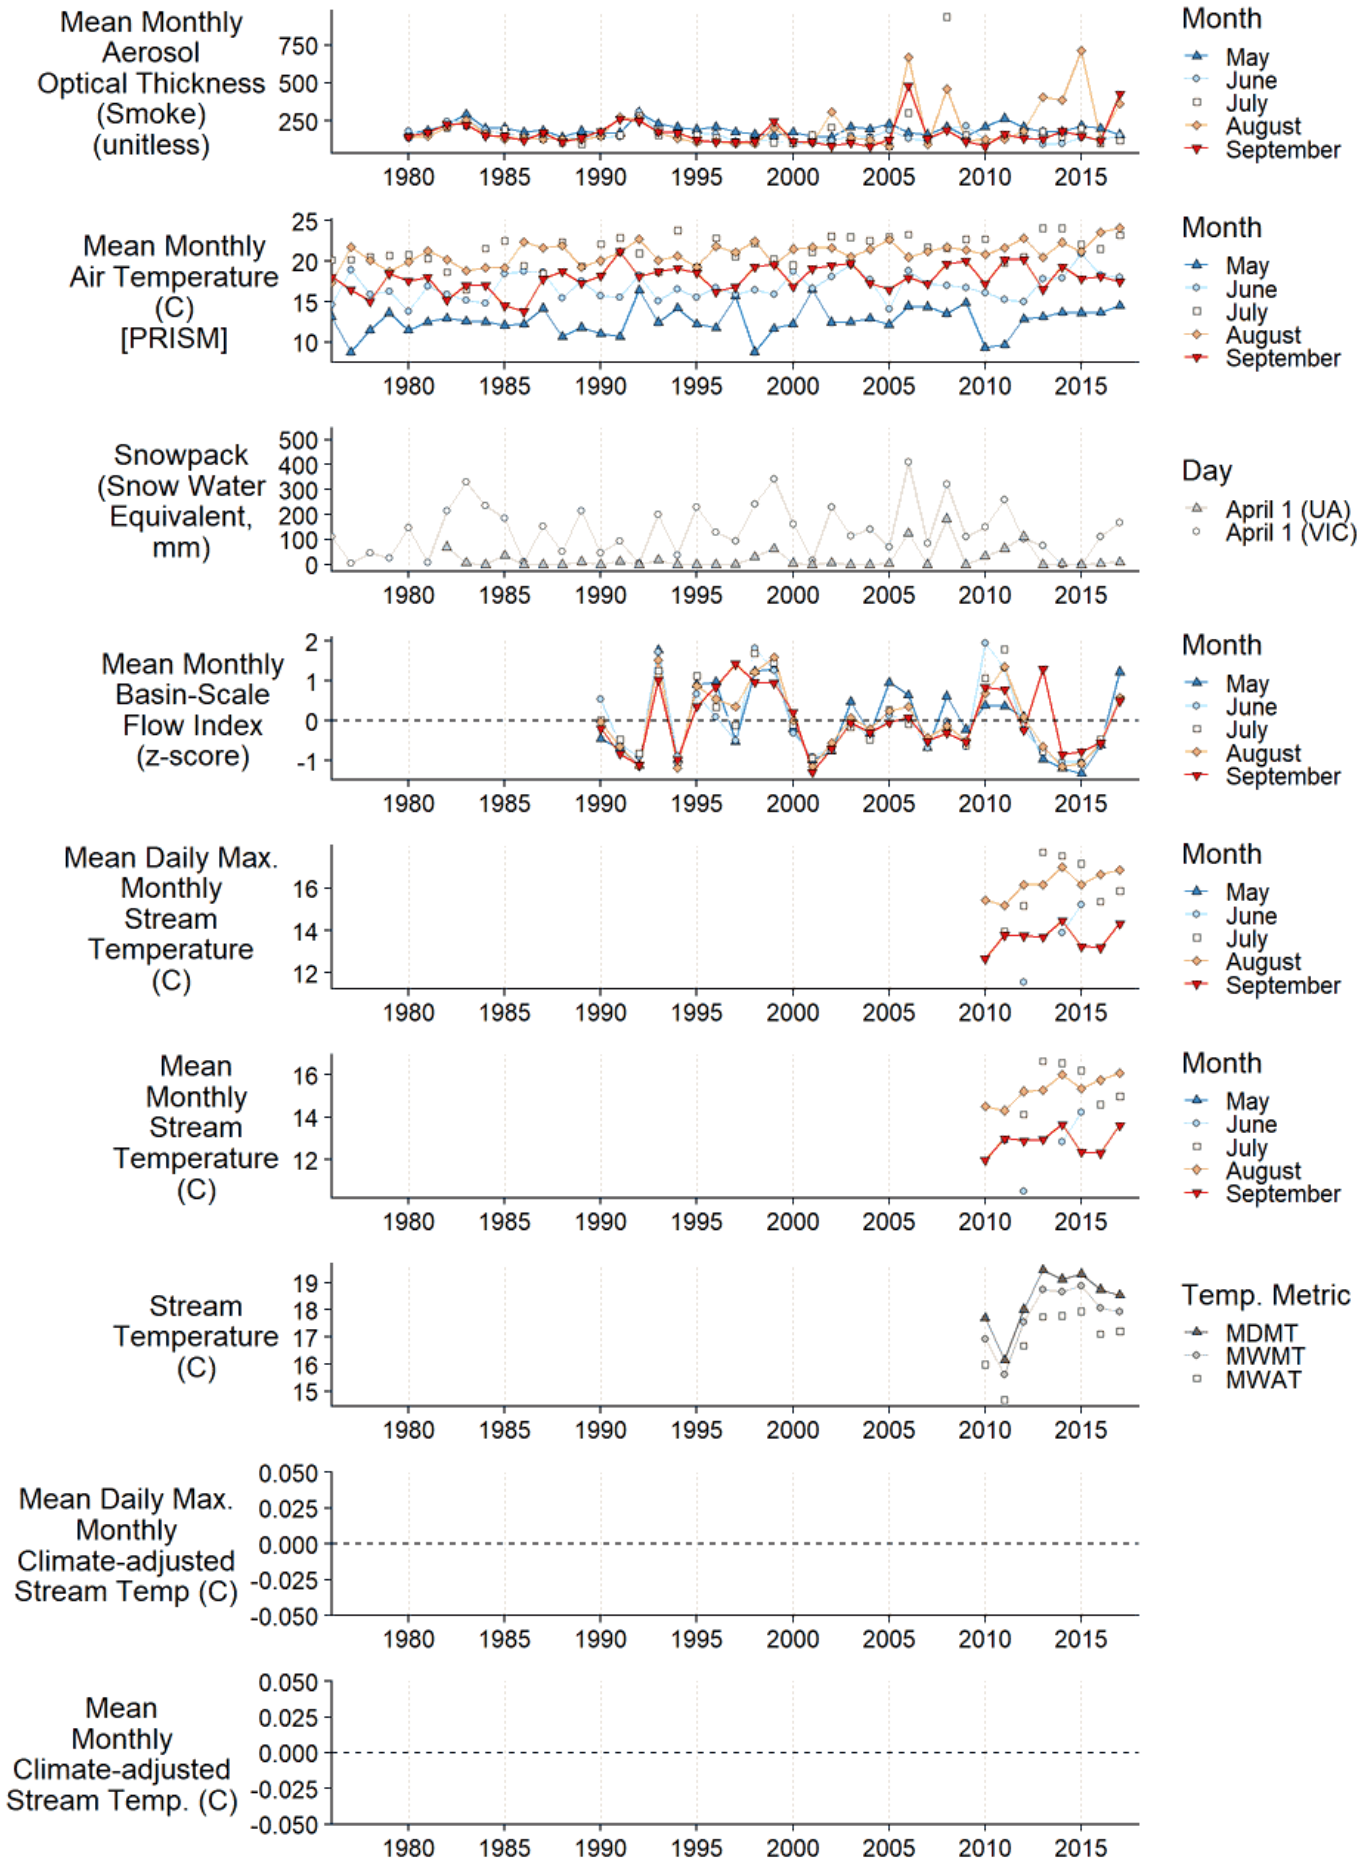 Mean Monthly
Aerosol
Optical Thickness
(Smoke)
(unitless)
750
500
250
1980 1985 1990 1995 2000 2005 2010 2015
Month
May
June
July
August
September
Mean Monthly
Air Temperature
(C)
[PRISM]
25
20
15
10
1980 1985 1990 1995 2000 2005 2010 2015
Month
May
June
July
August
September
Snowpack
(Snow Water
Equivalent,
mm)
500
400
300
200
100
0
1980 1985 1990 1995 2000 2005 2010 2015
Day
April 1 (UA)
April 1 (VIC)
Mean Monthly
Basin-Scale
Flow Index
(z-score)
2
1
0
-1
1980 1985 1990 1995 2000 2005 2010 2015
Month
May
June
July
August
September
Mean Daily Max.
Monthly
Stream
Temperature
(C)
16
14
12
1980 1985 1990 1995 2000 2005 2010 2015
Month
May
June
July
August
September
Mean
Monthly
Stream
Temperature
(C)
16
14
12
1980 1985 1990 1995 2000 2005 2010 2015
Month
May
June
July
August
September
Stream
Temperature
(C)
19
18
17
16
15
1980 1985 1990 1995 2000 2005 2010 2015
Temp. Metric
MDMT
MWMT
MWAT
Mean Daily Max.
Monthly
Climate-adjusted
Stream Temp (C)
0.050
0.025
0.000
-0.025
-0.050
1980 1985 1990 1995 2000 2005 2010 2015
Mean
Monthly
Climate-adjusted
Stream Temp. (C)
0.050
0.025
0.000
-0.025
-0.050
1980 1985 1990 1995 2000 2005 2010 2015